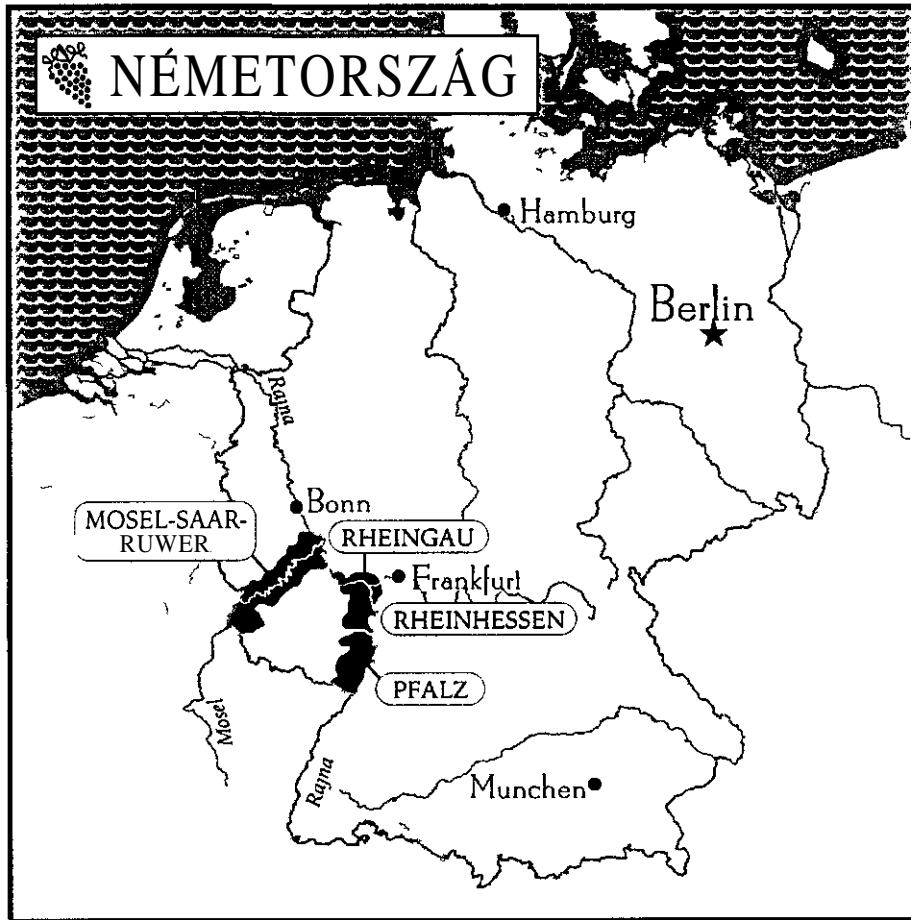 NÉMETORSZÁG
Hamburg
Berlin
Rajna
Bonn
MOSEL-SAAR-
RUWER
RHEINGAU
Frankfurt
RHEINHESSEN
PFALZ
Mosel
Rajna
Munchen